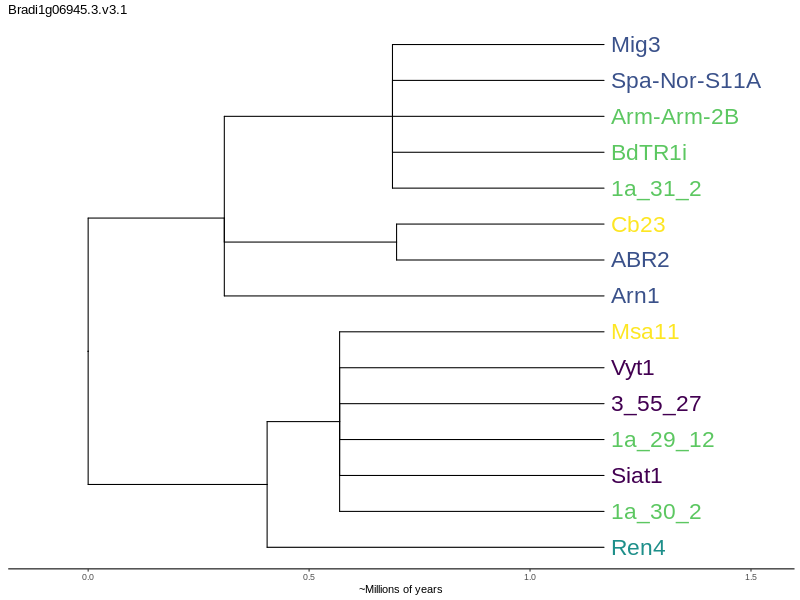 Bradi1g06945.3.v3.1
Mig3
Spa-Nor-S11A
Arm-Arm-2B
BdTR1i
1a_31_2
Cb23
ABR2
Arn1
Msa11
Vyt1
3_55_27
1a_29_12
Siat1
1a_30_2
Ren4
0.0 0.5 1.0 1.5
~Millions of years